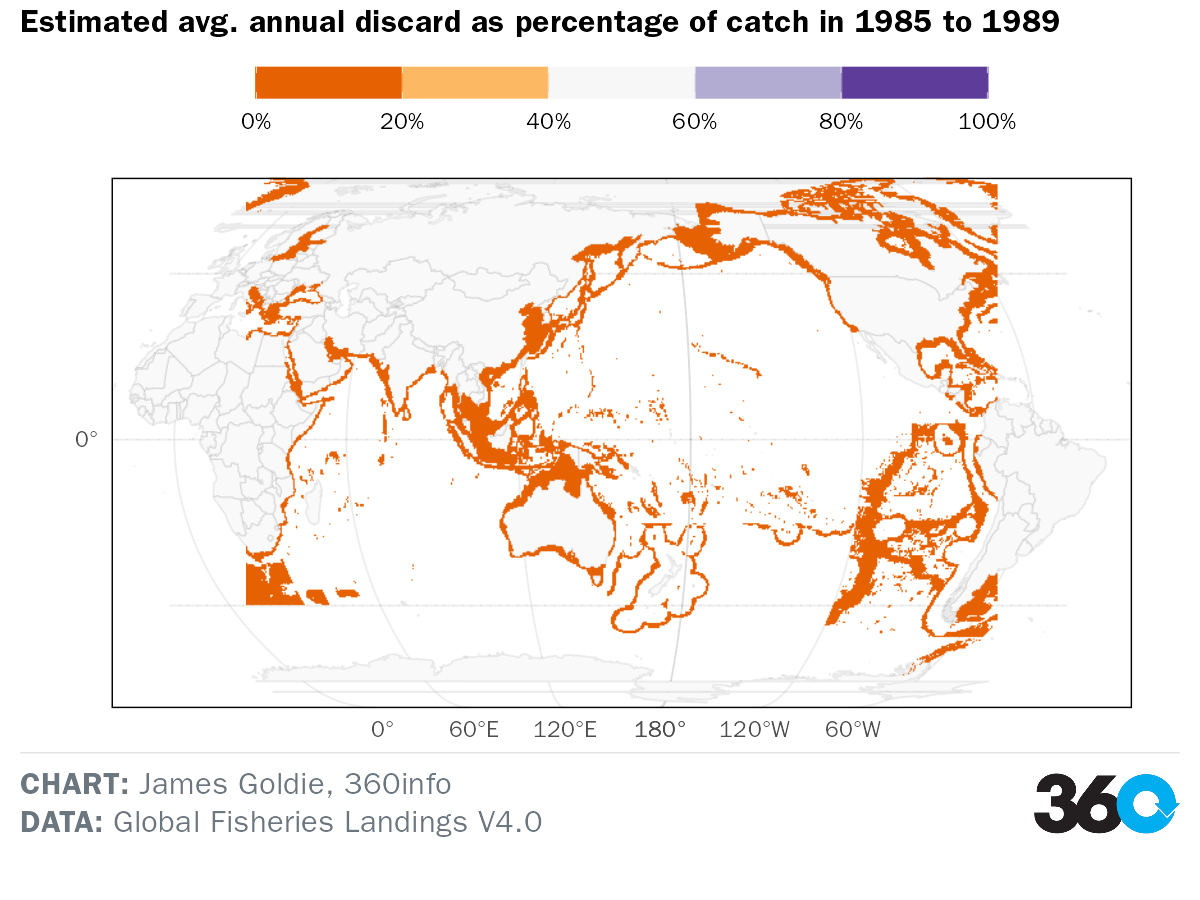 Estimated avg. annual discard as percentage of catch in 1985 to 1989
0% 20% 40% 60% 80% 100%
0°
0° 60°E 120°E 180° 120°W 60°W
CHART: James Goldie, 360info
DATA: Global Fisheries Landings V4.0
360